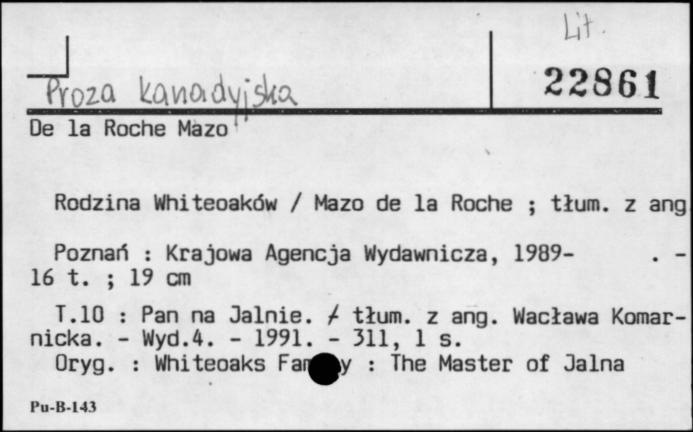 Lit.
22861
Proza kanadyjska
De la Roche Mazo
Rodzina Whiteoaków / Mazo de la Roche ; tłum. z ang
Poznań : Krajowa Agencja Wydawnicza, 1989- . -
16 t. ; 19 cm
T.10 : Pan na Jalnie. / tłum. z ang. Wacława Komar-
nicka. - Wyd.4. - 1991. - 311, 1 s.
Oryg. : Whiteoaks : The Master of Jalna
Pu-B-143